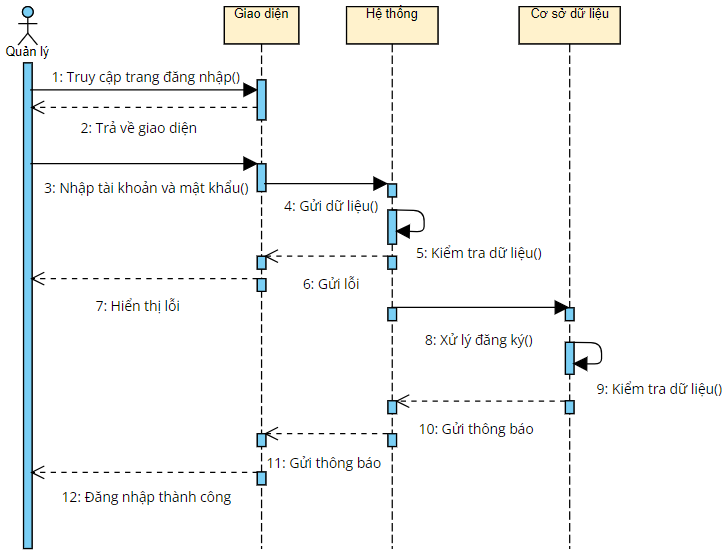 Giao diện
Hệ thống
Cơ sở dữ liệu
Quản lý
1: Truy cập trang đăng nhập()
2: Trả về giao diện
3: Nhập tài khoản và mật khẩu()
4: Gửi dữ liệu()
5: Kiểm tra dữ liệu()
6: Gửi lỗi
7: Hiển thị lỗi
8: Xử lý đăng ký()
9: Kiểm tra dữ liệu()
10: Gửi thông báo
11: Gửi thông báo
12: Đăng nhập thành công